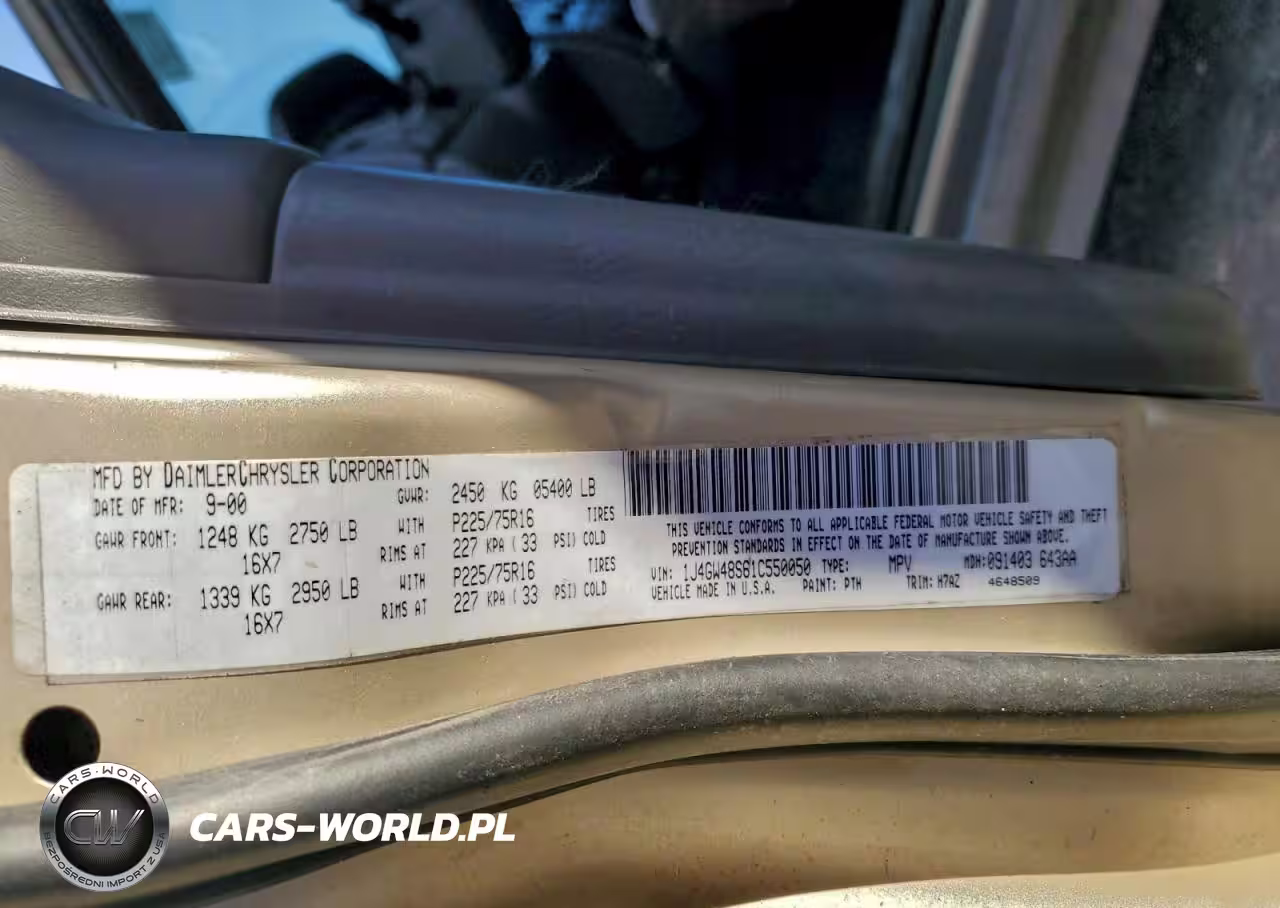 MFD BY DAIMLERCHRYSLER CORPORATION
DATE OF MFR: 9-00 GVWR: 2450 KG 05400 LB
GAWR FRONT: 1248 KG 2750 LB WITH P225/75R16 TIRES
16X7 RIMS AT 227 KPA ( 33 PSI) COLD
GAWR REAR: 1339 KG 2950 LB WITH P225/75R16 TIRES
16X7 RIMS AT 227 KPA ( 33 PSI) COLD
THIS VEHICLE CONFORMS TO ALL APPLICABLE FEDERAL MOTOR VEHICLE SAFETY AND THEFT
PREVENTION STANDARDS IN EFFECT ON THE DATE OF MANUFACTURE SHOWN ABOVE.
VIN: 1J4GW48S81C550050 TYPE: MPV MDH: 091403 643AA
VEHICLE MADE IN U.S.A. PAINT: PTH TRIM: H7AZ 4648509
CARS-WORLD
CW
BEZPOŚREDNI IMPORT Z USA
CARS-WORLD.PL